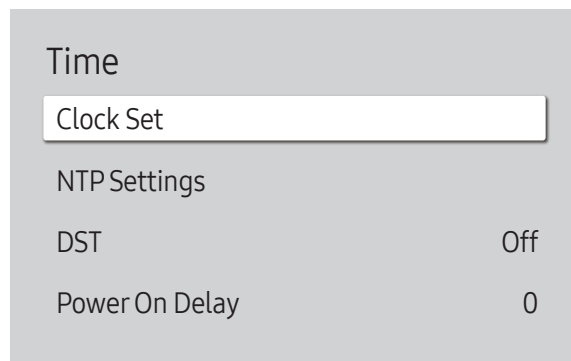 Time
Clock Set
NTP Settings
DST Off
Power On Delay 0